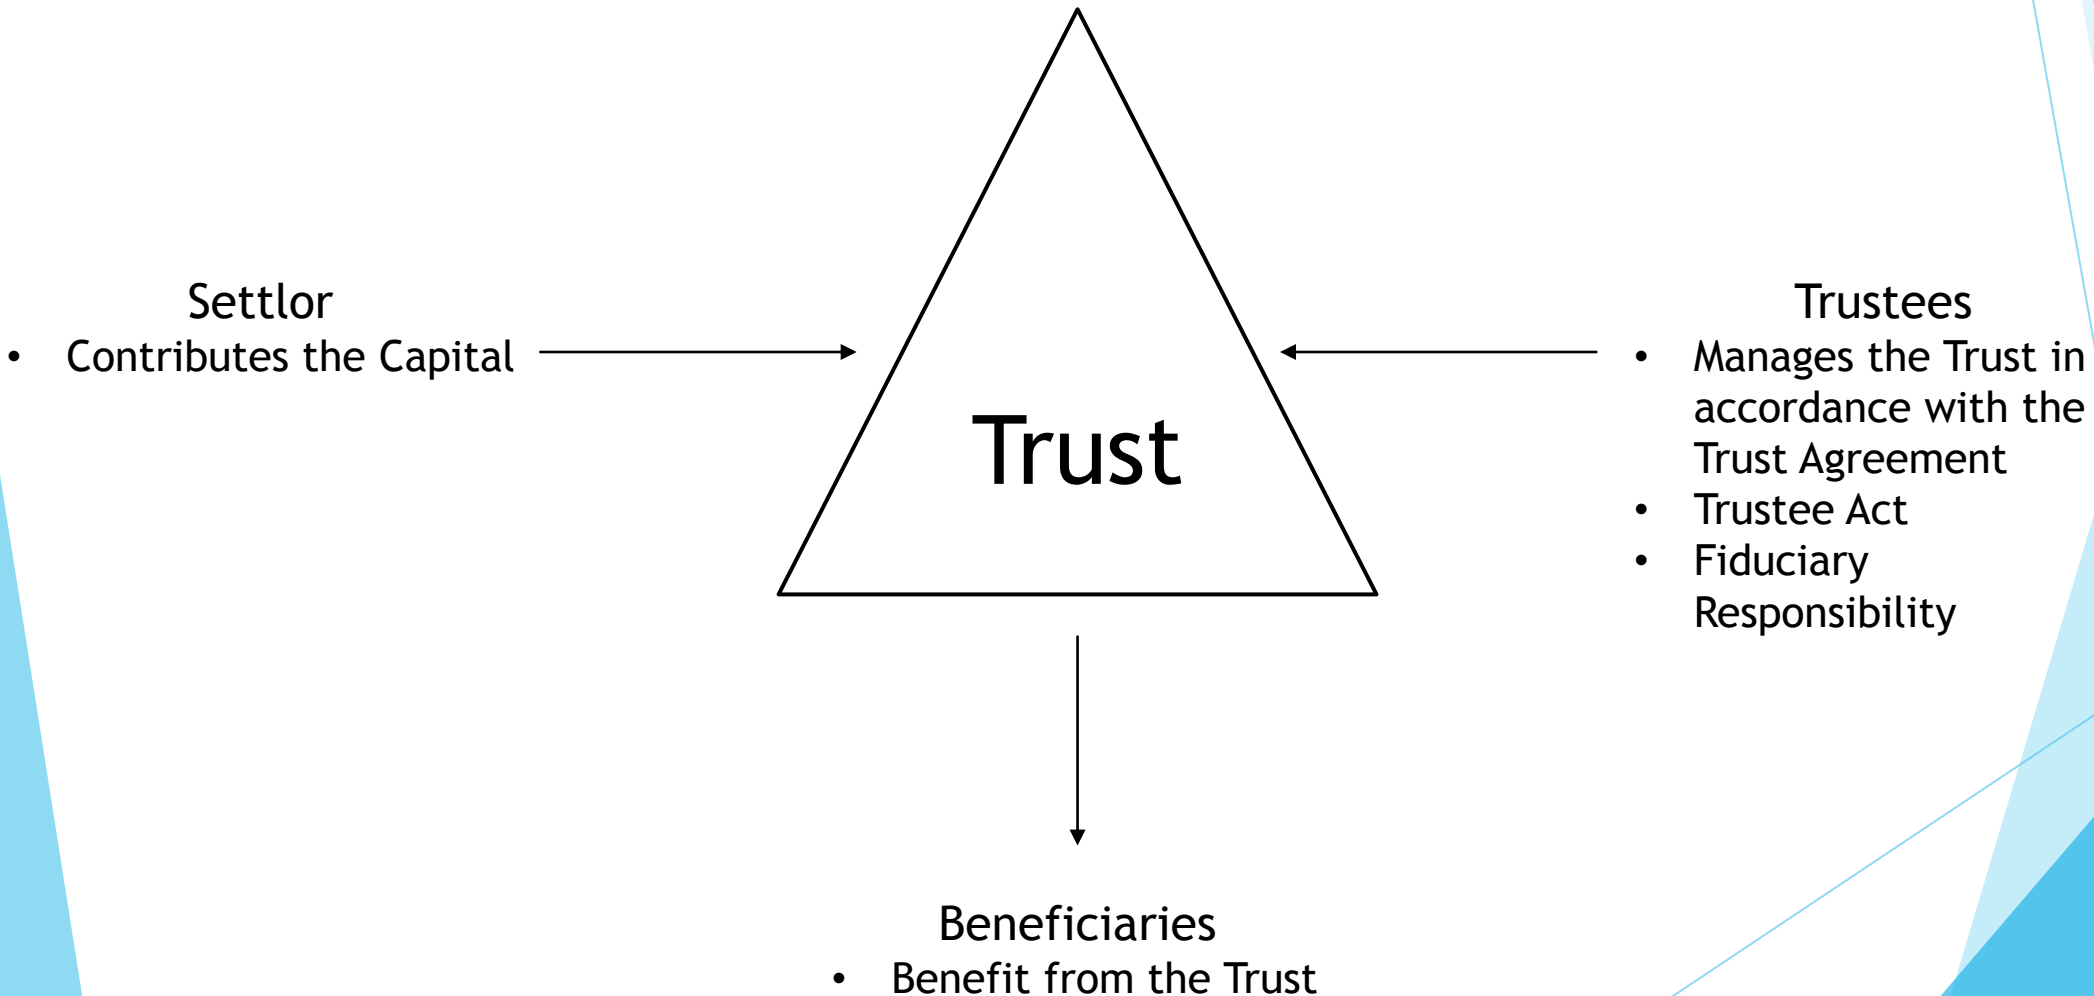 Settlor
• Contributes the Capital
Trust
Trustees
• Manages the Trust in
accordance with the
Trust Agreement
• Trustee Act
• Fiduciary
Responsibility
Beneficiaries
• Benefit from the Trust